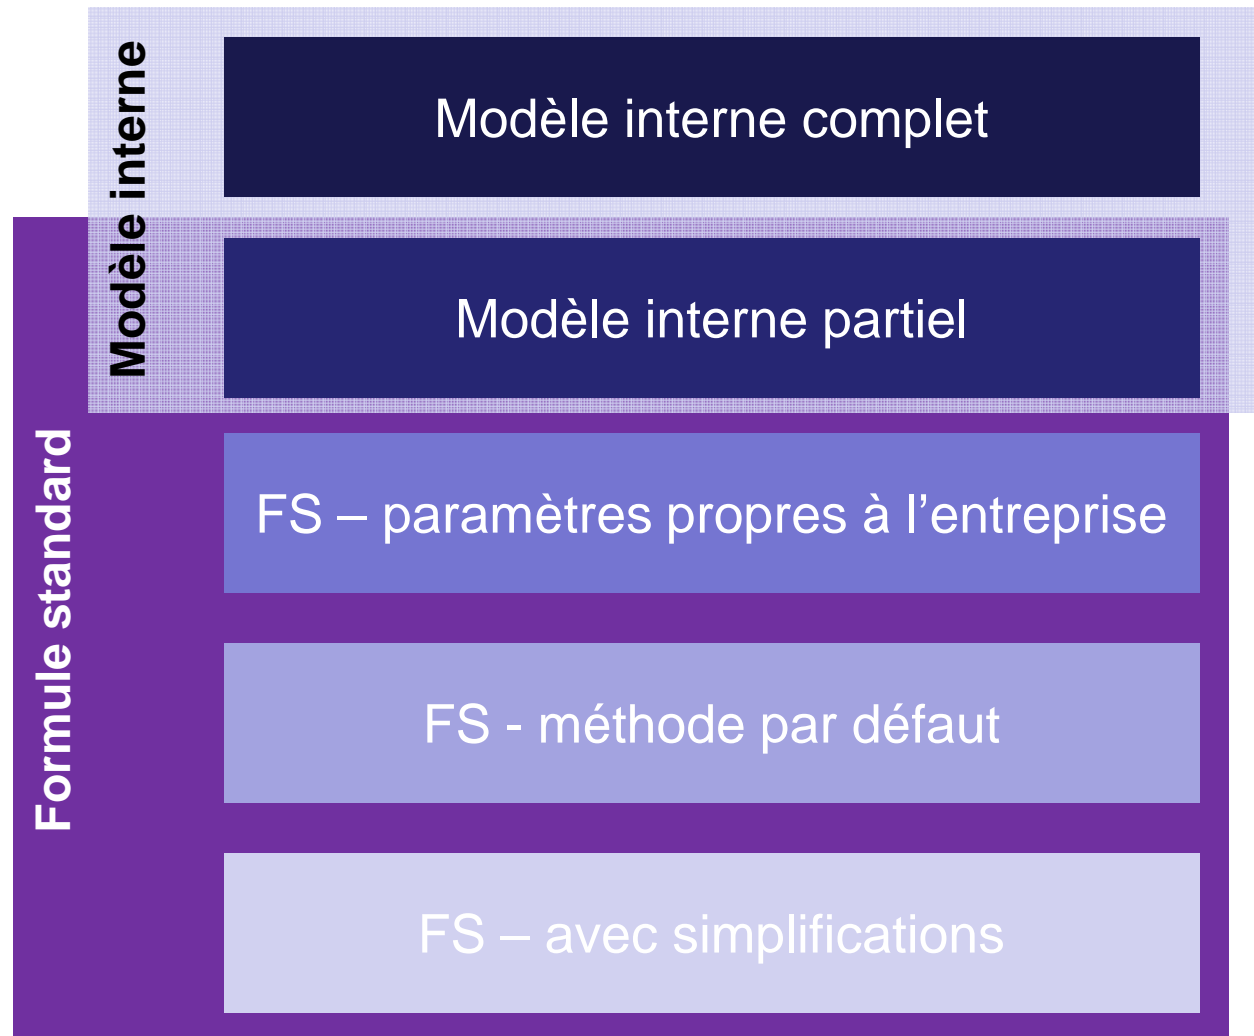 Modèle interne
Modèle interne complet
Modèle interne partiel
Formule standard
FS – paramètres propres à l’entreprise
FS - méthode par défaut
FS – avec simplifications